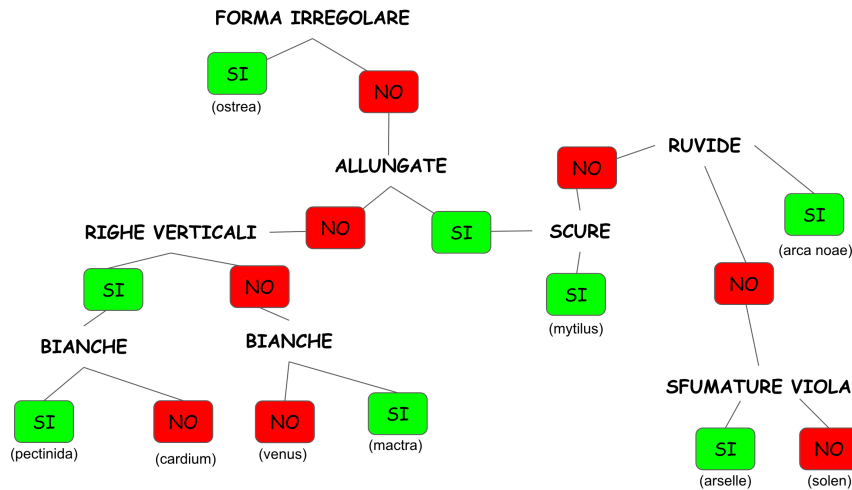 FORMA IRREGOLARE
SI
NO
(ostrea)
ALLUNGATE
NO
SI
RIGHE VERTICALI
SI
NO
BIANCHE
SI
NO
(pectinida)
(cardium)
BIANCHE
NO
SI
(venus)
(mactra)
SCURE
NO
SI
(mytilus)
RUVIDE
SI
(arca noae)
NO
SFUMATURE VIOLA
SI
NO
(arselle)
(solen)